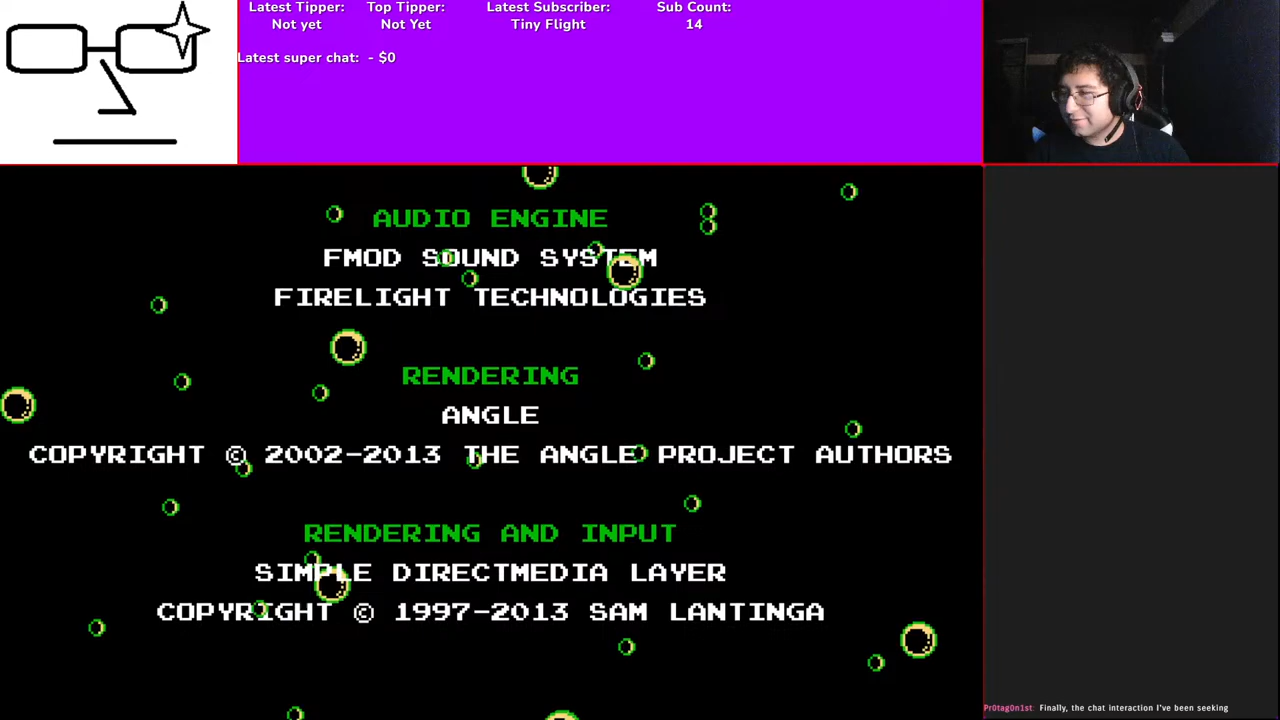 Latest Tipper:
Not yet
Top Tipper:
Not Yet
Latest Subscriber:
Tiny Flight
Sub Count:
14
Latest super chat: - $0
AUDIO ENGINE
FMOD SOUND SYSTEM
FIRELIGHT TECHNOLOGIES
RENDERING
ANGLE
COPYRIGHT © 2002-2013 THE ANGLE PROJECT AUTHORS
RENDERING AND INPUT
SIMPLE DIRECTMEDIA LAYER
COPYRIGHT © 1997-2013 SAM LANTINGA
Pr0tag0n1st Finally, the chat interaction I've been seeking